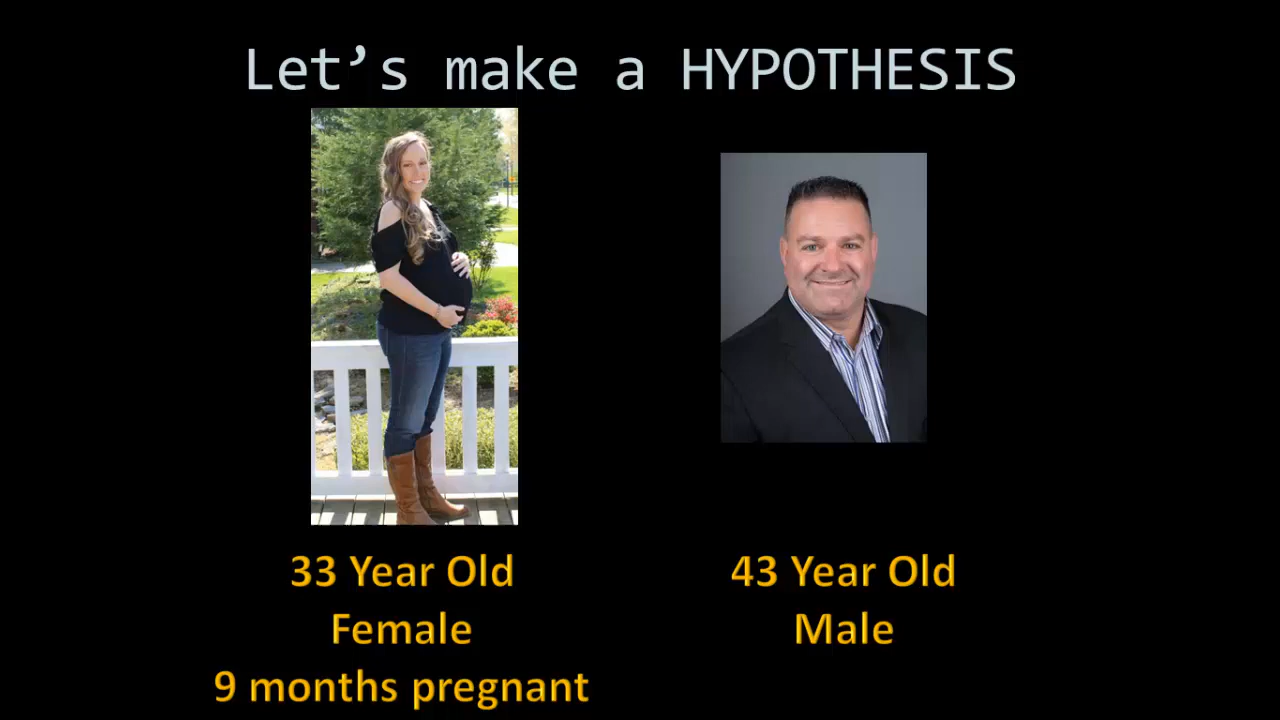 Let’s make a HYPOTHESIS
33 Year Old
Female
9 months pregnant
43 Year Old
Male